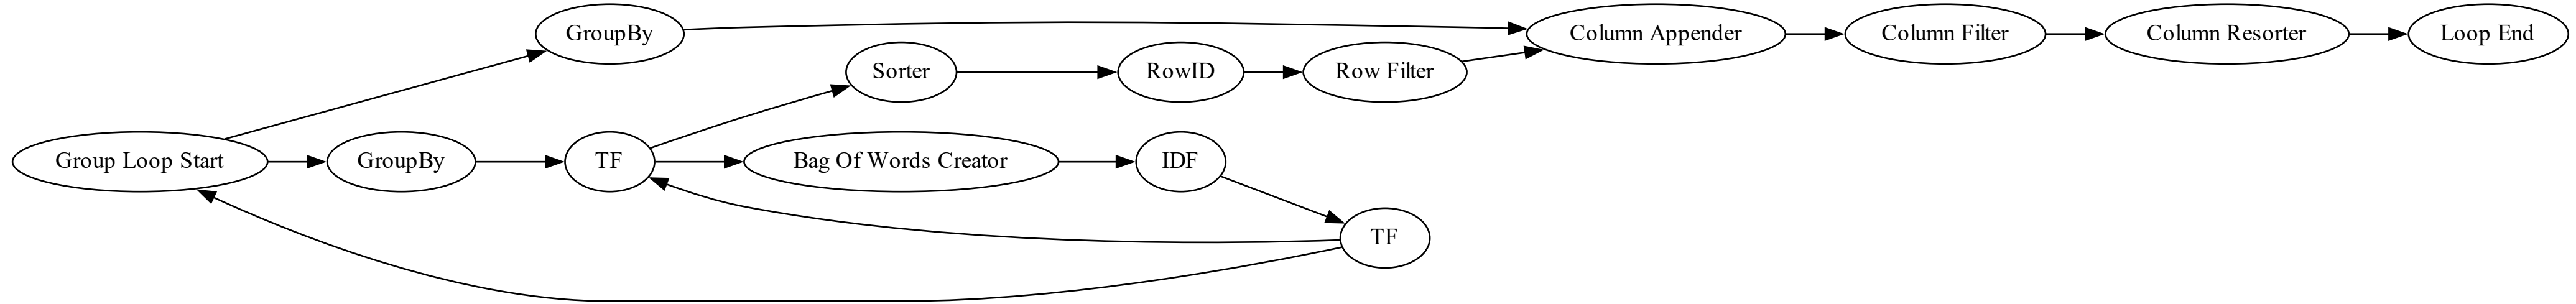 GroupBy
Column Appender
Column Filter
Column Resorter
Loop End
Sorter
RowID
Row Filter
Group Loop Start
GroupBy
TF
Bag Of Words Creator
IDF
TF